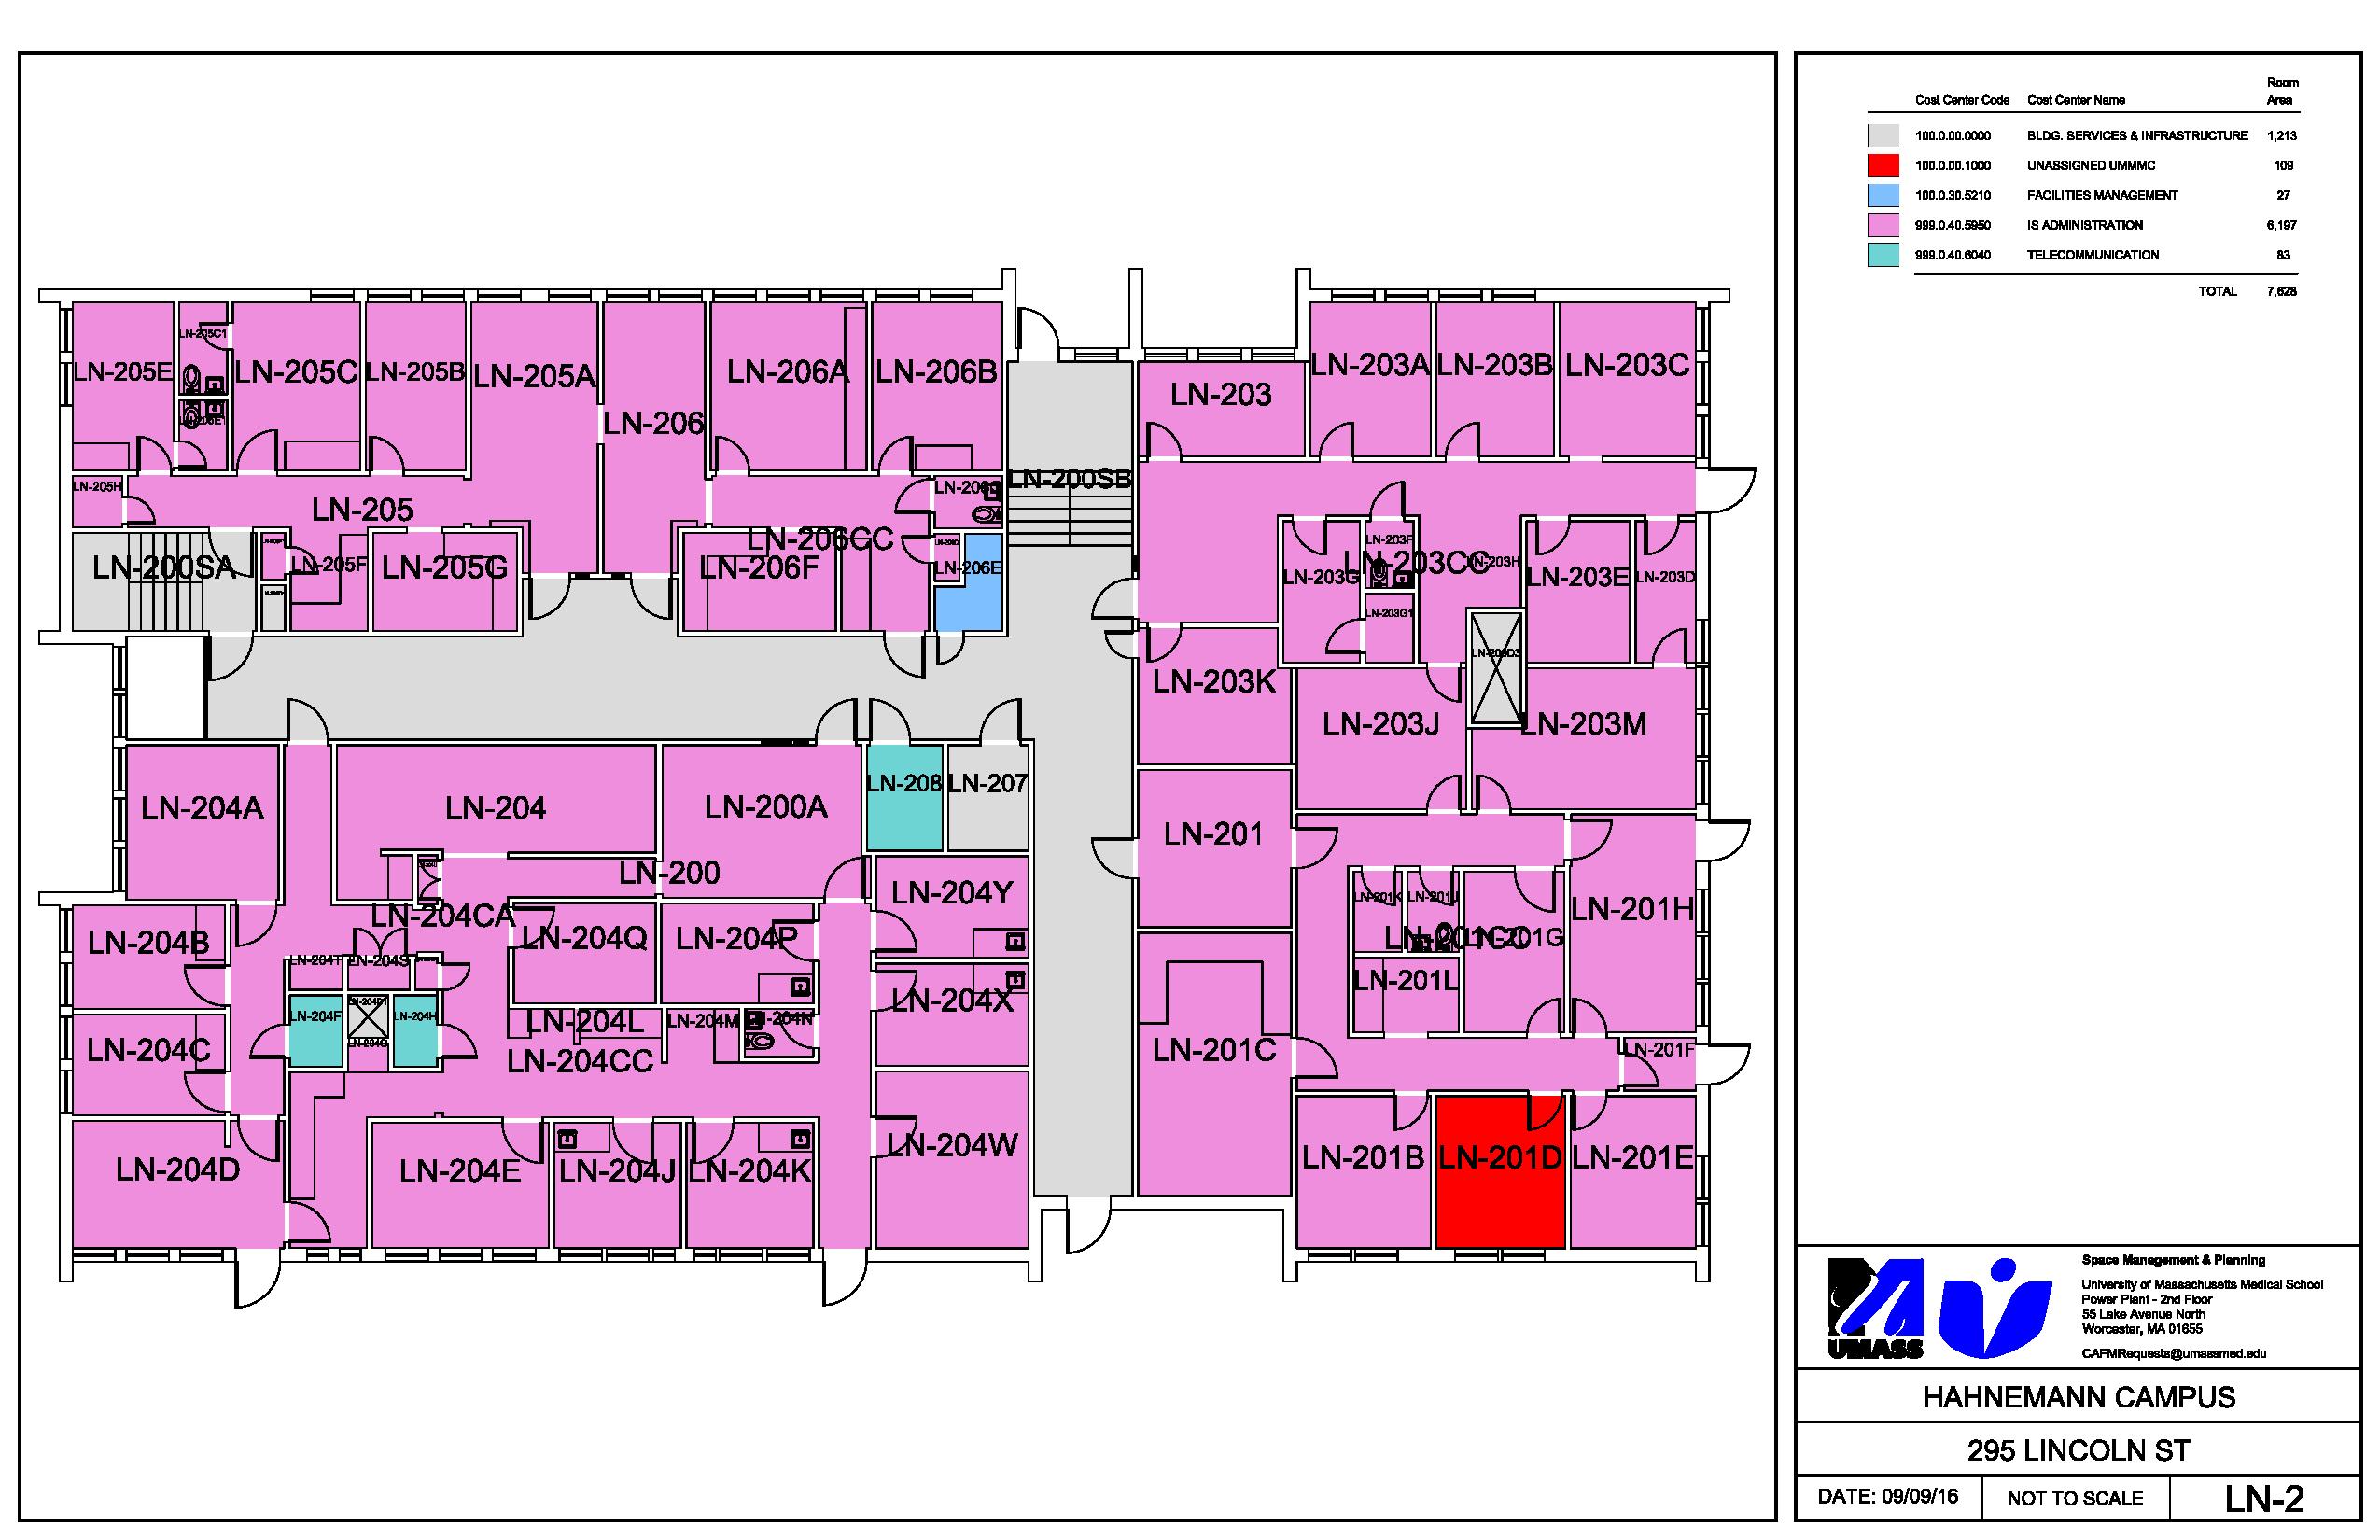 Room
Cost Center Code Cost Center Name Area
100.0.00.0000 BLDG. SERVICES & INFRASTRUCTURE 1,213
100.0.00.1000 UNASSIGNED UMMMC 109
100.0.30.5210 FACILITIES MANAGEMENT 27
999.0.40.5950 IS ADMINISTRATION 6,197
999.0.40.6040 TELECOMMUNICATION 83
TOTAL 7,628
LN-205C1
LN-205E
LN-205C
LN-205B
LN-205A
LN-206A
LN-206B
LN-206
LN-205E1
LN-203
LN-203A
LN-203B
LN-203C
LN-205H
LN-205
LN-200SB
LN-206CC
LN-200SA
LN-205F
LN-205G
LN-206F
LN-206E
LN-203F
LN-203CC
LN-203H
LN-203G
LN-203E
LN-203D
LN-203G1
LN-203K
LN-203J
LN-203M
LN-204A
LN-204
LN-200A
LN-208
LN-207
LN-201
LN-200
LN-204Y
LN-204CA
LN-204B
LN-204Q
LN-204P
LN-201K
LN-201J
LN-201H
LN-201CC
LN-201G
LN-204T
LN-204S
LN-204X
LN-201L
LN-204F
LN-204H
LN-204L
LN-204M
LN-204N
LN-204C
LN-204CC
LN-201C
LN-201F
LN-204D
LN-204E
LN-204J
LN-204K
LN-204W
LN-201B
LN-201D
LN-201E
UMASS
Space Management & Planning
University of Massachusetts Medical School
Power Plant - 2nd Floor
55 Lake Avenue North
Worcester, MA 01655
CAFMRequests@umassmed.edu
HAHNEMANN CAMPUS
295 LINCOLN ST
DATE: 09/09/16
NOT TO SCALE
LN-2